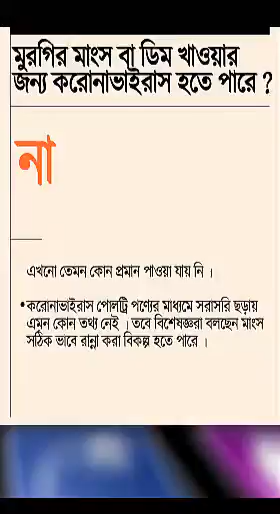 মুরগির মাংস বা ডিম খাওয়ার
জন্য করোনাভাইরাস হতে পারে ?
না
এখনো তেমন কোন প্রমান পাওয়া যায় নি ।
• করোনাভাইরাস পোলট্রি পণ্যের মাধ্যমে সরাসরি ছড়ায়
এমন কোন তথ্য নেই । তবে বিশেষজ্ঞরা বলছেন মাংস
সঠিক ভাবে রান্না করা বিকল্প হতে পারে ।